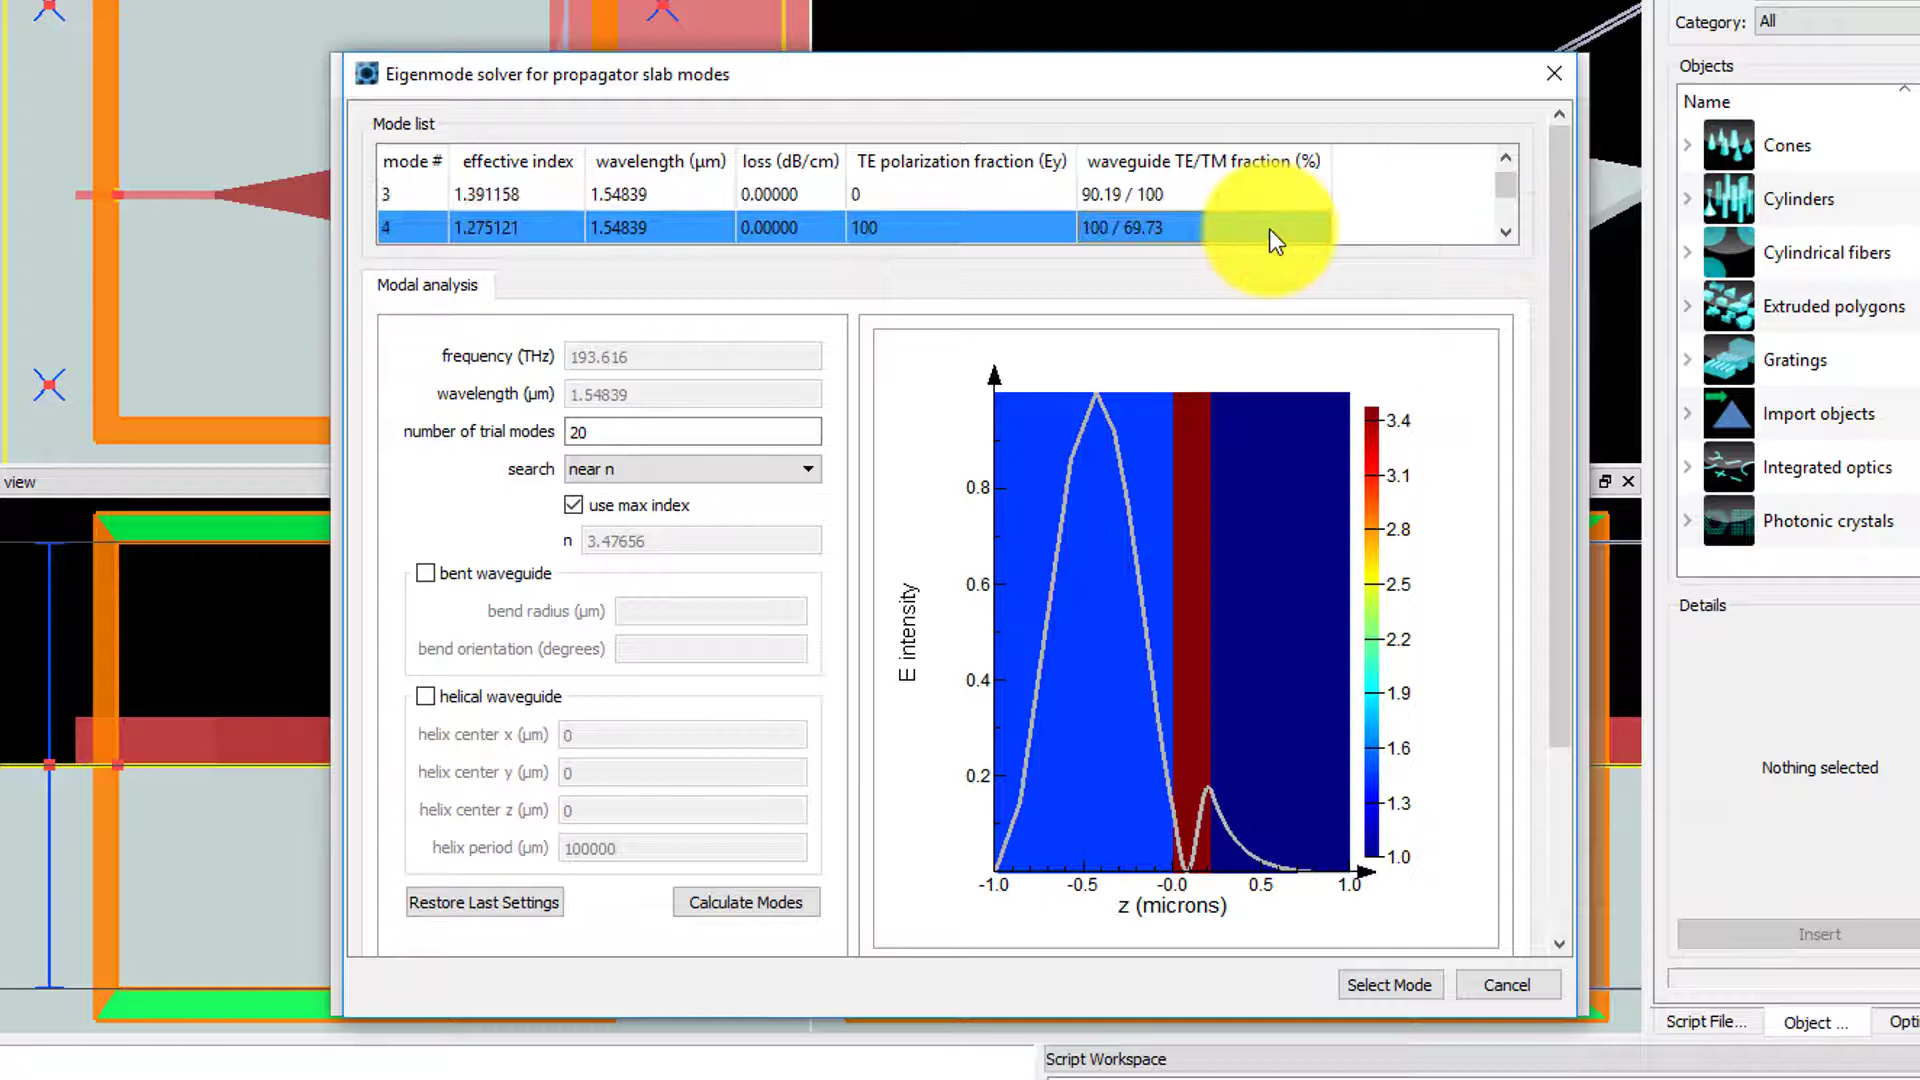 Category: All
Objects
Name
Cones
Cylinders
Cylindrical fibers
Extruded polygons
Gratings
Import objects
Integrated optics
Photonic crystals
Details
Nothing selected
Insert
Script File... Object ... Opti
Script Workspace
view
Eigenmode solver for propagator slab modes
Mode list
mode # effective index wavelength (µm) loss (dB/cm) TE polarization fraction (Ey) waveguide TE/TM fraction (%)
3 1.391158 1.54839 0.00000 0 90.19 / 100
4 1.275121 1.54839 0.00000 100 100 / 69.73
Modal analysis
frequency (THz) 193.616
wavelength (µm) 1.54839
number of trial modes 20
search near n
use max index
n 3.47656
bent waveguide
bend radius (µm)
bend orientation (degrees)
helical waveguide
helix center x (µm) 0
helix center y (µm) 0
helix center z (µm) 0
helix period (µm) 100000
Restore Last Settings Calculate Modes
E intensity
0.8
0.6
0.4
0.2
-1.0 -0.5 -0.0 0.5 1.0
z (microns)
3.4
3.1
2.8
2.5
2.2
1.9
1.6
1.3
1.0
Select Mode Cancel